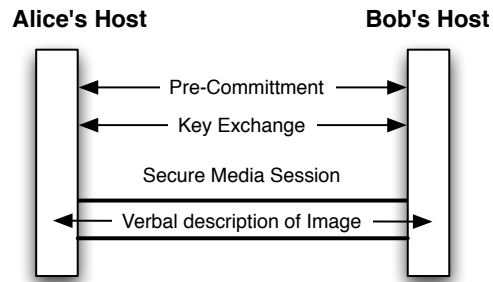 Alice's Host
Bob's Host
Pre-Committment
Key Exchange
Secure Media Session
Verbal description of Image